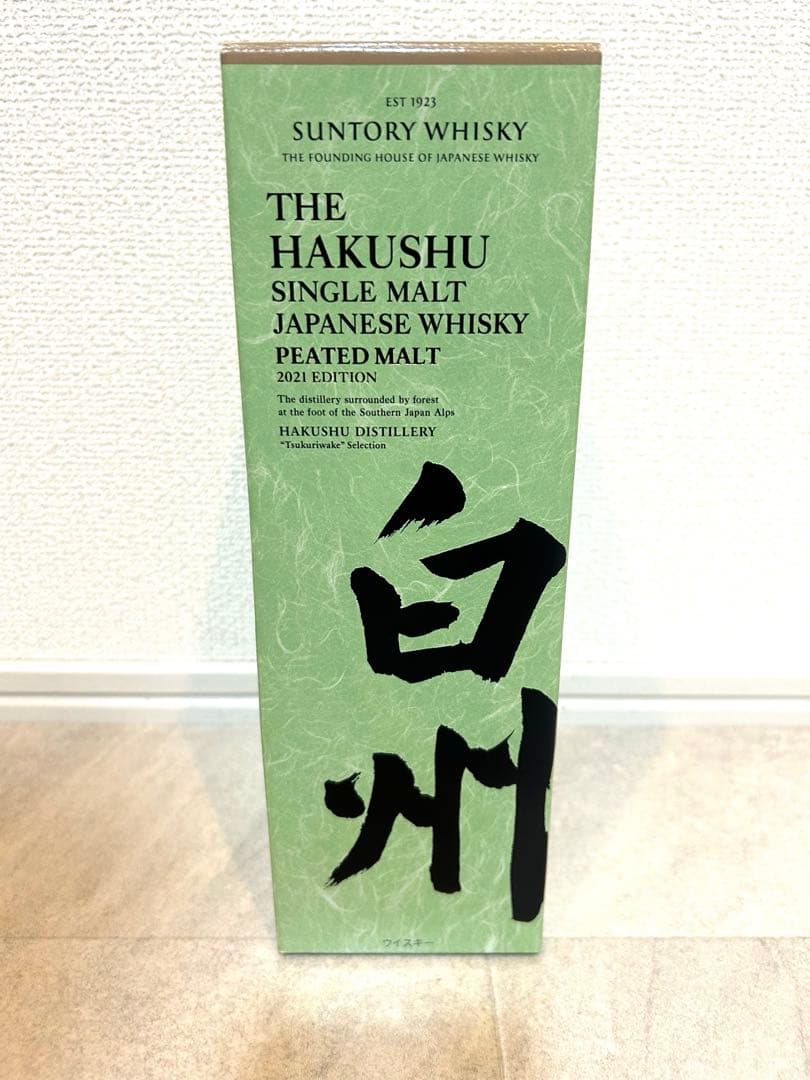 EST 1923
SUNTORY WHISKY
THE FOUNDING HOUSE OF JAPANESE WHISKY
THE
HAKUSHU
SINGLE MALT
JAPANESE WHISKY
PEATED MALT
2021 EDITION
The distillery surrounded by forest
at the foot of the Southern Japan Alps
HAKUSHU DISTILLERY
“Tsukuriwake” Selection
白
州
ウイスキー